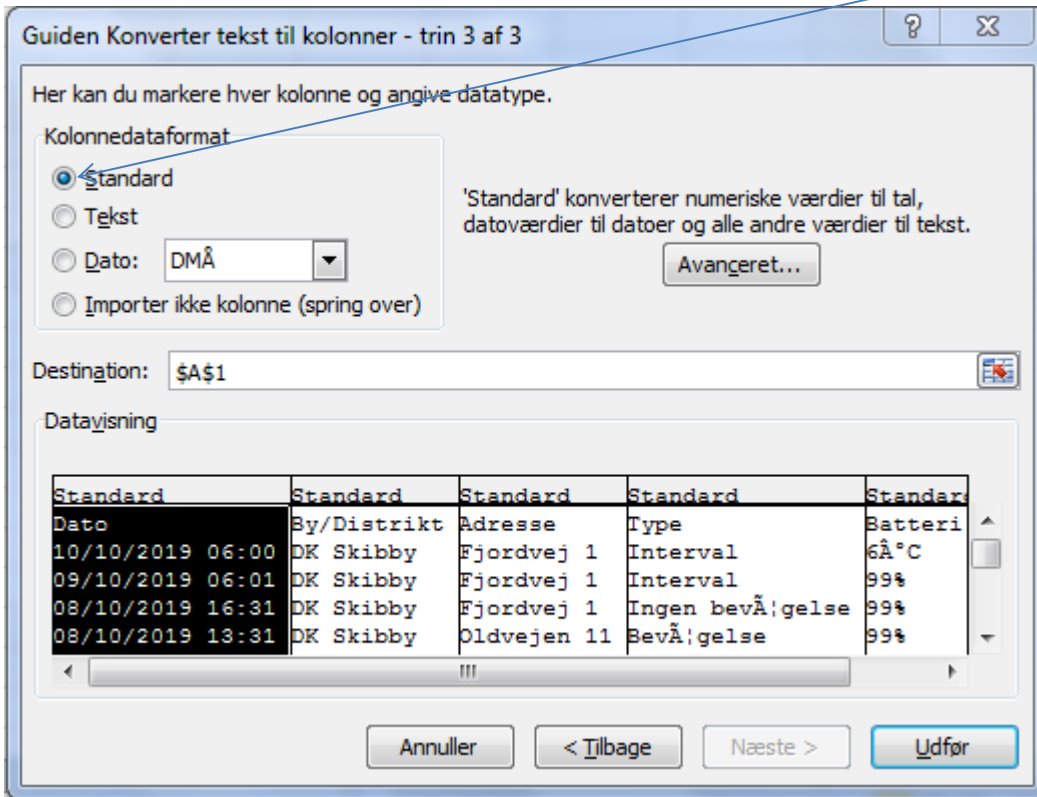 Guiden Konverter tekst til kolonner - trin 3 af 3
Her kan du markere hver kolonne og angive datatype.
Kolonnedataformat
Standard
Tekst
Dato: DMÅ
Importer ikke kolonne (spring over)
'Standard' konverterer numeriske værdier til tal,
datoværdier til datoer og alle andre værdier til tekst.
Avanceret...
Destination: $A$1
Datavisning
Standard Standard Standard Standard Standard
Dato By/Distrikt Adresse Type Batteri
10/10/2019 06:00 DK Skibby Fjordvej 1 Interval 6Â°C
09/10/2019 06:01 DK Skibby Fjordvej 1 Interval 99%
08/10/2019 16:31 DK Skibby Fjordvej 1 Ingen bevÃ¦gelse 99%
08/10/2019 13:31 DK Skibby Oldvejen 11 BevÃ¦gelse 99%
Annuller < Tilbage Næste > Udfør